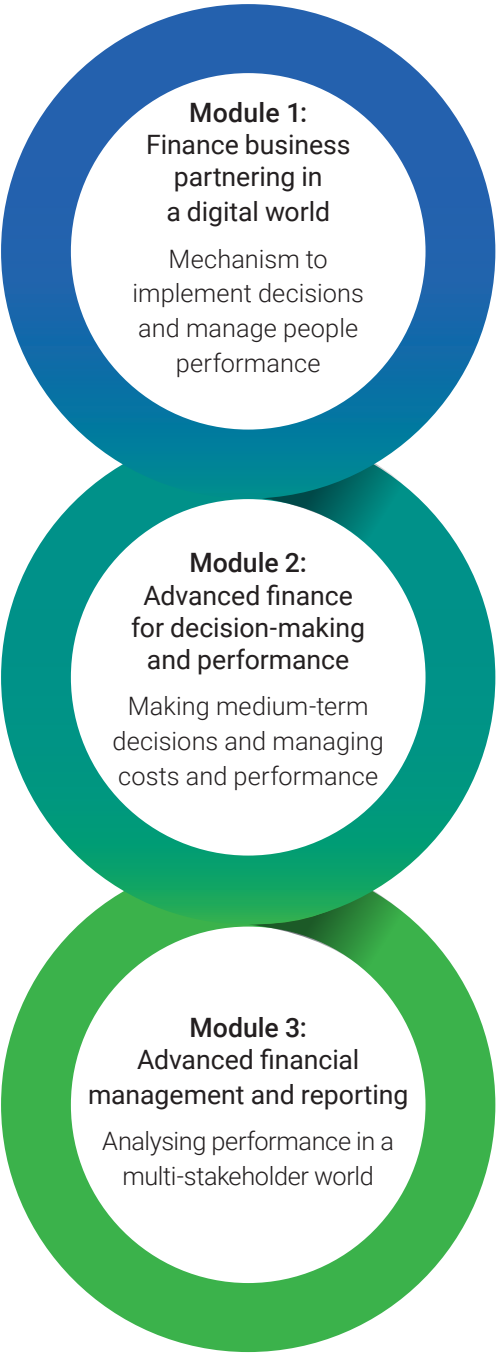 Module 1:
Finance business
partnering in
a digital world
Mechanism to
implement decisions
and manage people
performance
Module 2:
Advanced finance
for decision-making
and performance
Making medium-term
decisions and managing
costs and performance
Module 3:
Advanced financial
management and reporting
Analysing performance in a
multi-stakeholder world